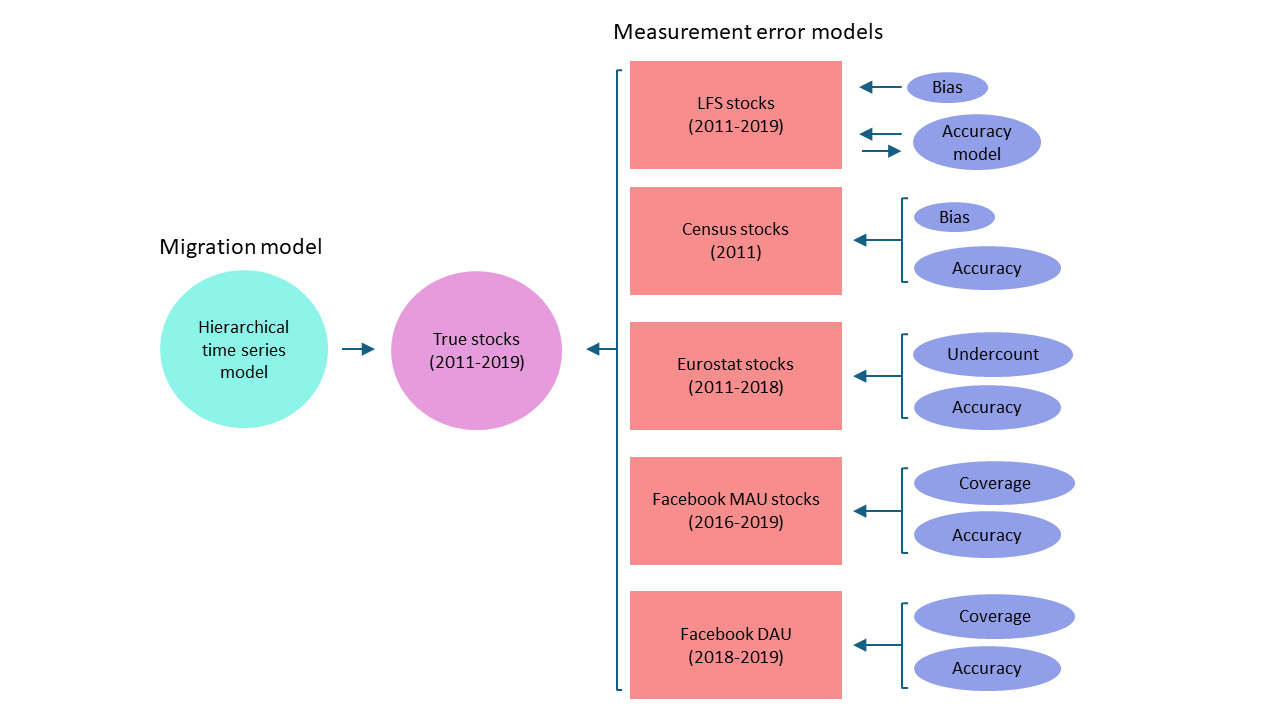 Measurement error models
LFS stocks
(2011-2019)
Bias
Accuracy
model
Census stocks
(2011)
Bias
Accuracy
Migration model
Hierarchical
time series
model
True stocks
(2011-2019)
Eurostat stocks
(2011-2018)
Undercount
Accuracy
Facebook MAU stocks
(2016-2019)
Coverage
Accuracy
Facebook DAU
(2018-2019)
Coverage
Accuracy